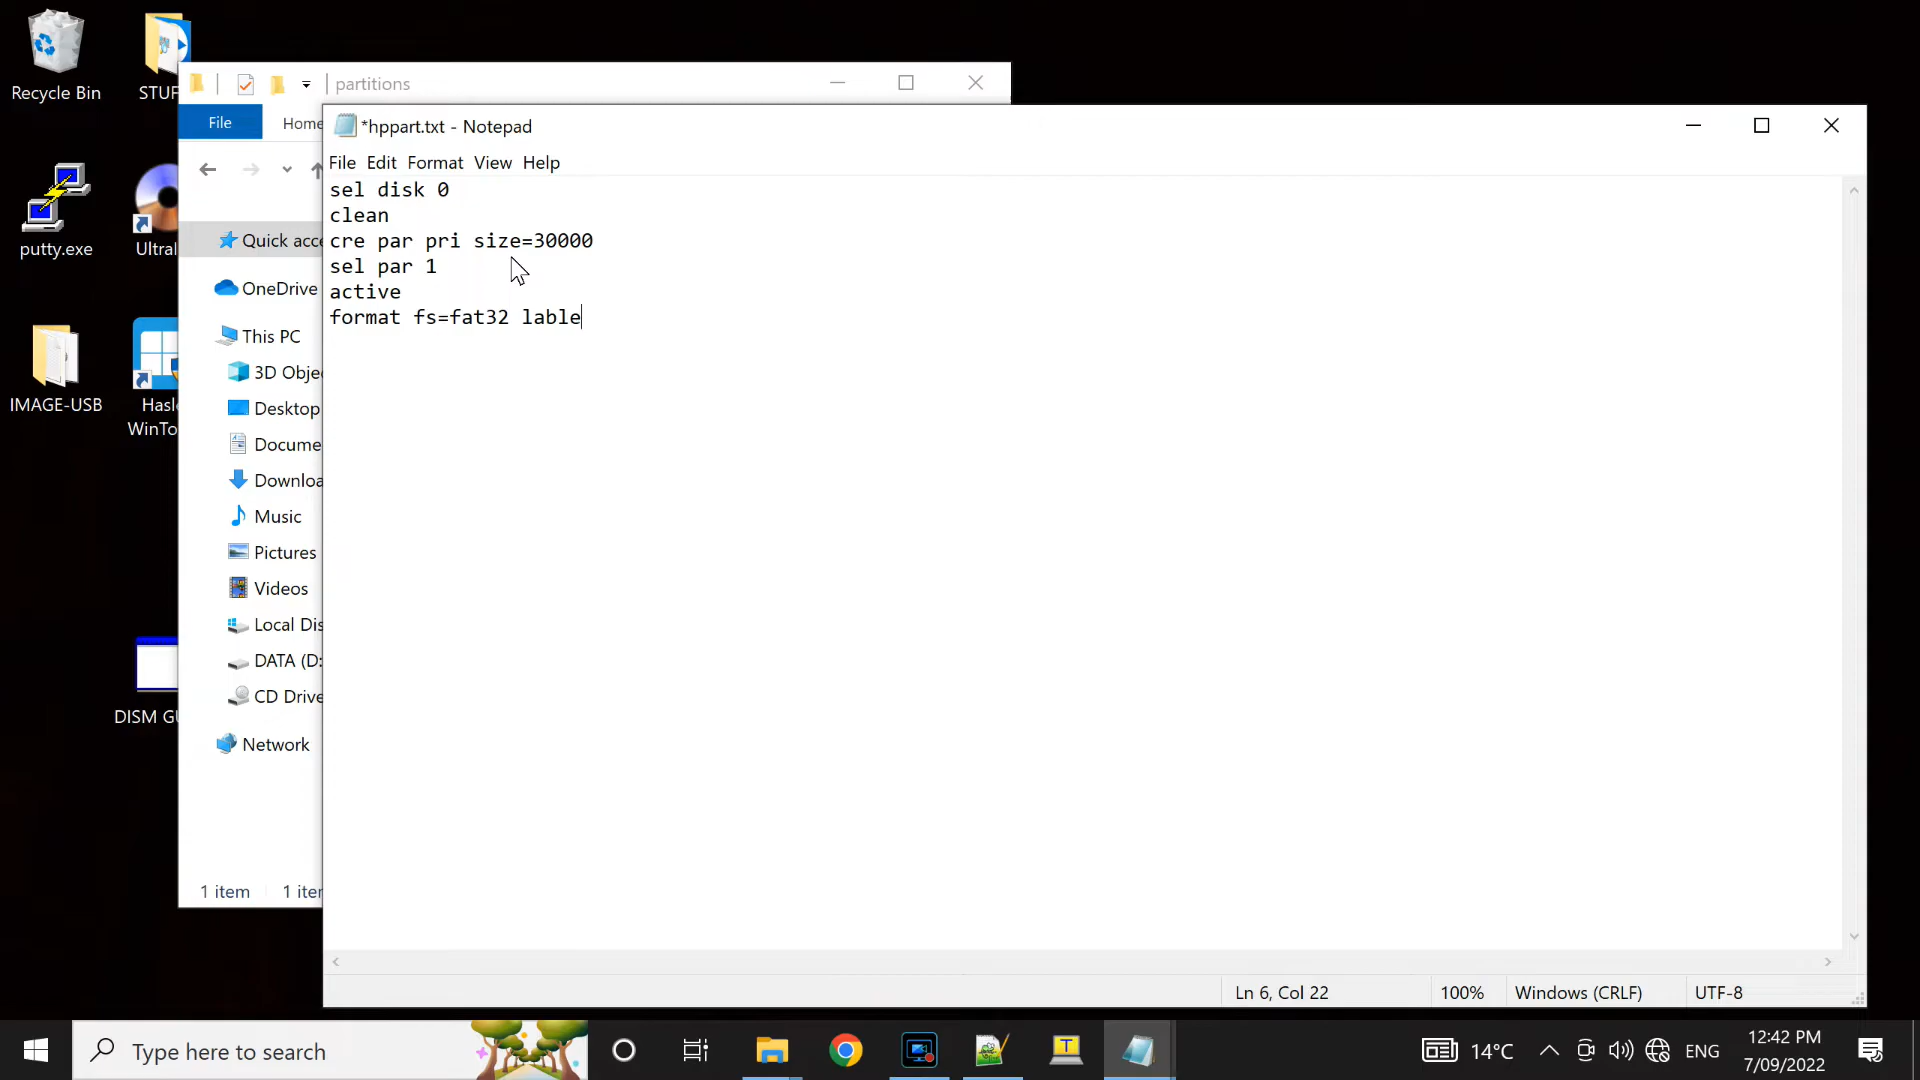 Recycle Bin
STUF
putty.exe
Ultral
IMAGE-USB
Hasl
WinTo
DISM GU
partitions
File
Home
Quick acce
OneDrive
This PC
3D Obje
Desktop
Docume
Downloa
Music
Pictures
Videos
Local Dis
DATA (D:
CD Drive
Network
1 item
1 iter
*hppart.txt - Notepad
File Edit Format View Help
sel disk 0
clean
cre par pri size=30000
sel par 1
active
format fs=fat32 lable
Ln 6, Col 22
100%
Windows (CRLF)
UTF-8
Type here to search
T
14°C
ENG
12:42 PM
7/09/2022